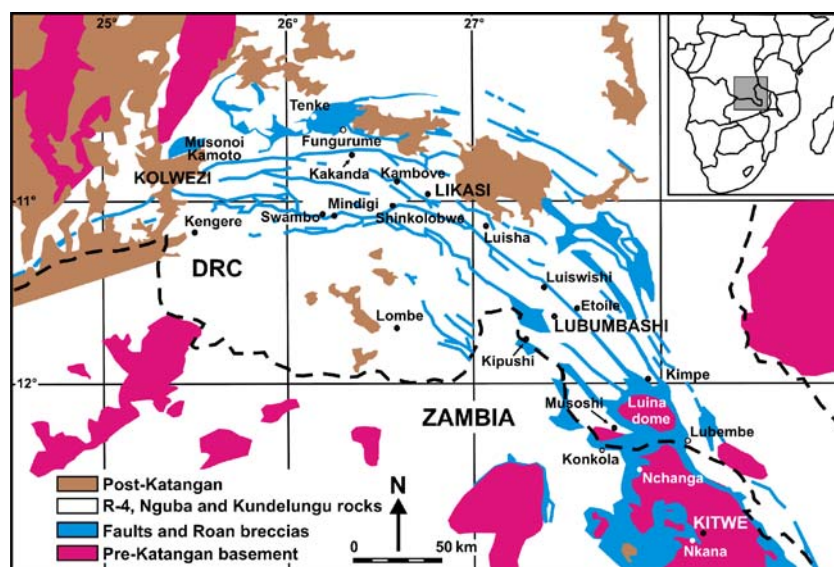 25°
26
27°
Tenke
Fungurume
Musonoi
Kamoto
KOLWEZI
Kakanda
Kambove
LIKASI
11°
Kengere
Swambo
Mindigi
Shinkolobwe
Luisha
DRC
Luiswishi
Lombe
Etoile
LUBUMBASHI
Kipushi
Kimpe
12°
ZAMBIA
Musoshi
Luina
dome
Lubembe
Konkola
Nchanga
KITWE
Nkana
Post-Katangan
R-4, Nguba and Kundelungu rocks
Faults and Roan breccias
Pre-Katangan basement
N
0 50 km